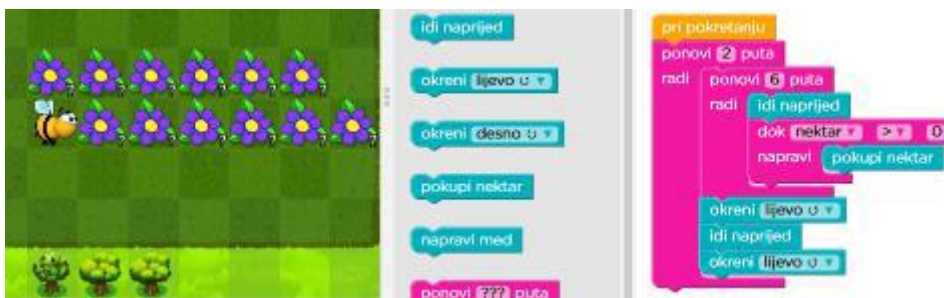 idi naprijed
okreni lijevo ↺ ▾
okreni desno ↻ ▾
pokupi nektar
napravi med
ponovi ??? puta
pri pokretanju
ponovi 2 puta
radi ponovi 6 puta
radi idi naprijed
dok nektar ▾ > ▾ 0
napravi pokupi nektar
okreni lijevo ↺ ▾
idi naprijed
okreni lijevo ↺ ▾